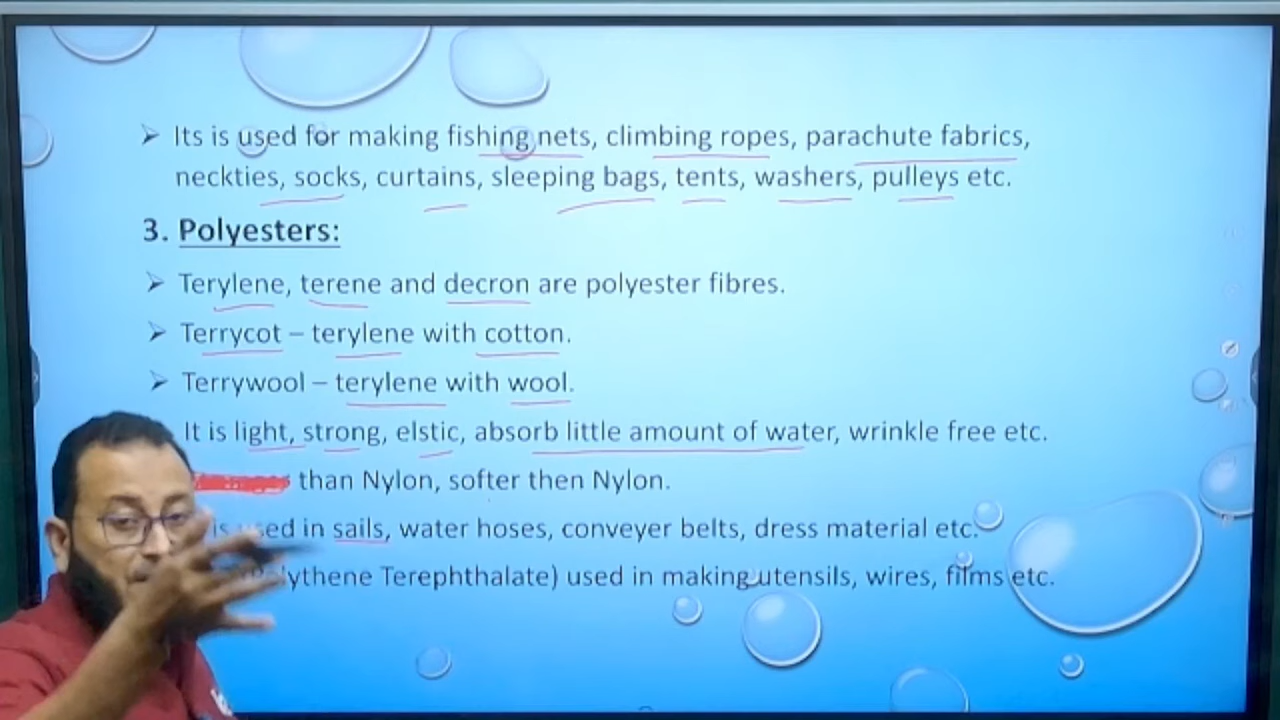 Its is used for making fishing nets, climbing ropes, parachute fabrics,
neckties, socks, curtains, sleeping bags, tents, washers, pulleys etc.
3. Polyesters:
Terylene, terene and decron are polyester fibres.
Terrycot – terylene with cotton.
Terrywool – terylene with wool.
It is light, strong, elstic, absorb little amount of water, wrinkle free etc.
than Nylon, softer then Nylon.
is used in sails, water hoses, conveyer belts, dress material etc.
Terephthalate) used in making utensils, wires, films etc.